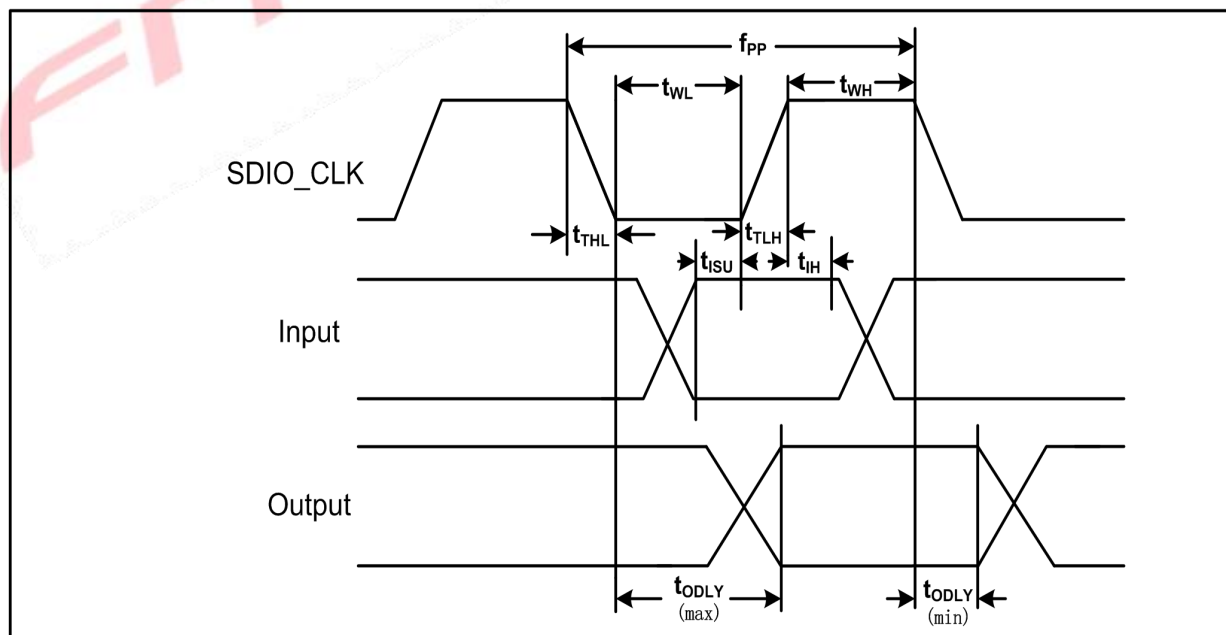 fPP
tWL
tWH
SDIO_CLK
tTHL
tTLH
tISU
tIH
Input
Output
tODLY
(max)
tODLY
(min)